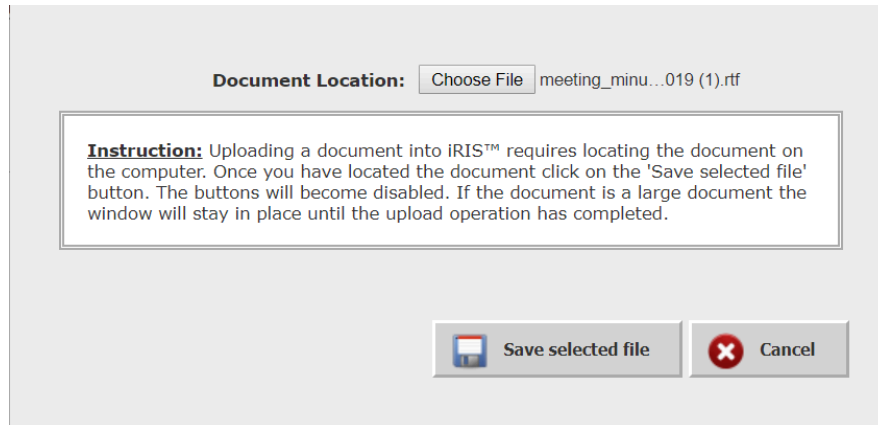 Document Location: Choose File meeting_minu…019 (1).rtf
Instruction: Uploading a document into iRIS™ requires locating the document on
the computer. Once you have located the document click on the 'Save selected file'
button. The buttons will become disabled. If the document is a large document the
window will stay in place until the upload operation has completed.
Save selected file Cancel